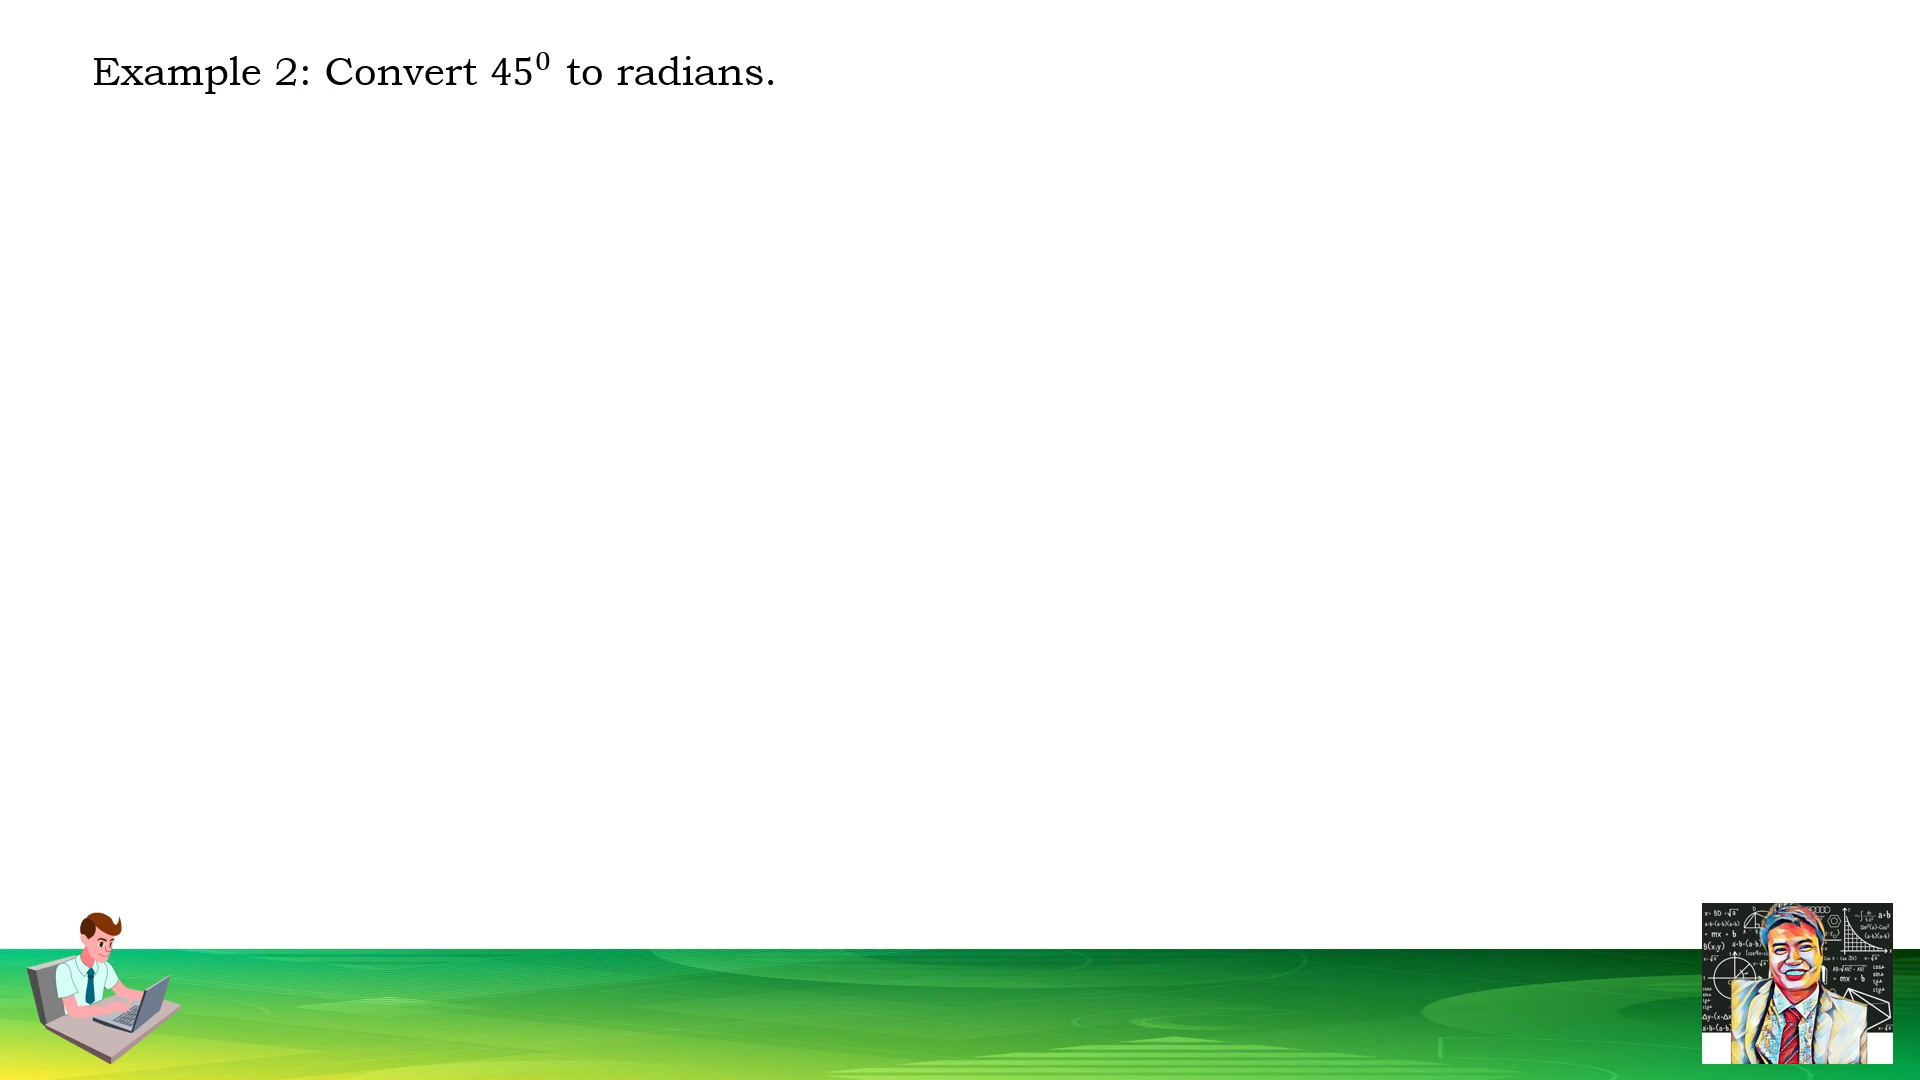 Example 2: Convert 45⁰ to radians.